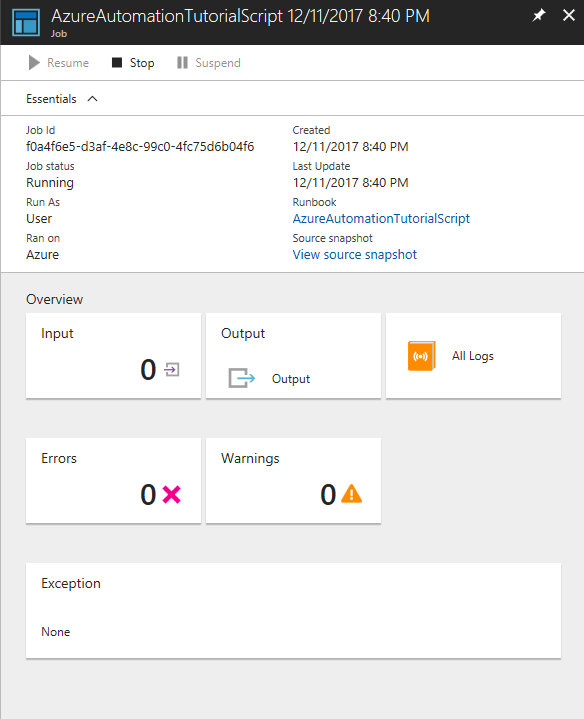 AzureAutomationTutorialScript 12/11/2017 8:40 PM
Job
Resume Stop Suspend
Essentials
Job Id Created
f0a4f6e5-d3af-4e8c-99c0-4fc75d6b04f6 12/11/2017 8:40 PM
Job status Last Update
Running 12/11/2017 8:40 PM
Run As Runbook
User AzureAutomationTutorialScript
Ran on Source snapshot
Azure View source snapshot
Overview
Input Output
0 Output All Logs
Errors Warnings
0 0
Exception
None